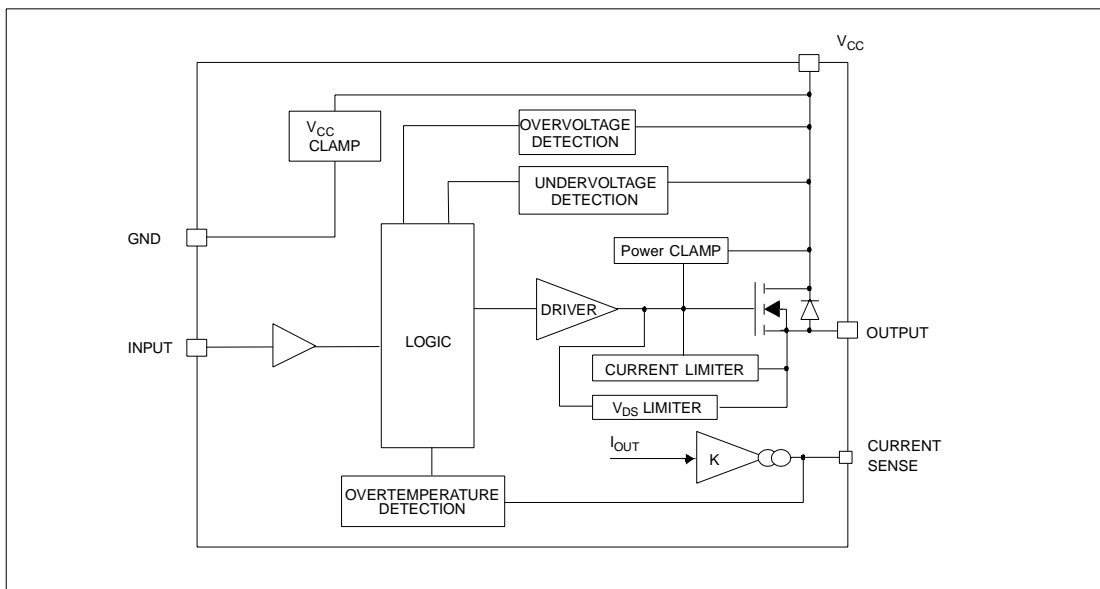 VCC
VCC
CLAMP
OVERVOLTAGE
DETECTION
UNDERVOLTAGE
DETECTION
GND
Power CLAMP
DRIVER
OUTPUT
INPUT
LOGIC
CURRENT LIMITER
VDS LIMITER
IOUT
K
CURRENT
SENSE
OVERTEMPERATURE
DETECTION